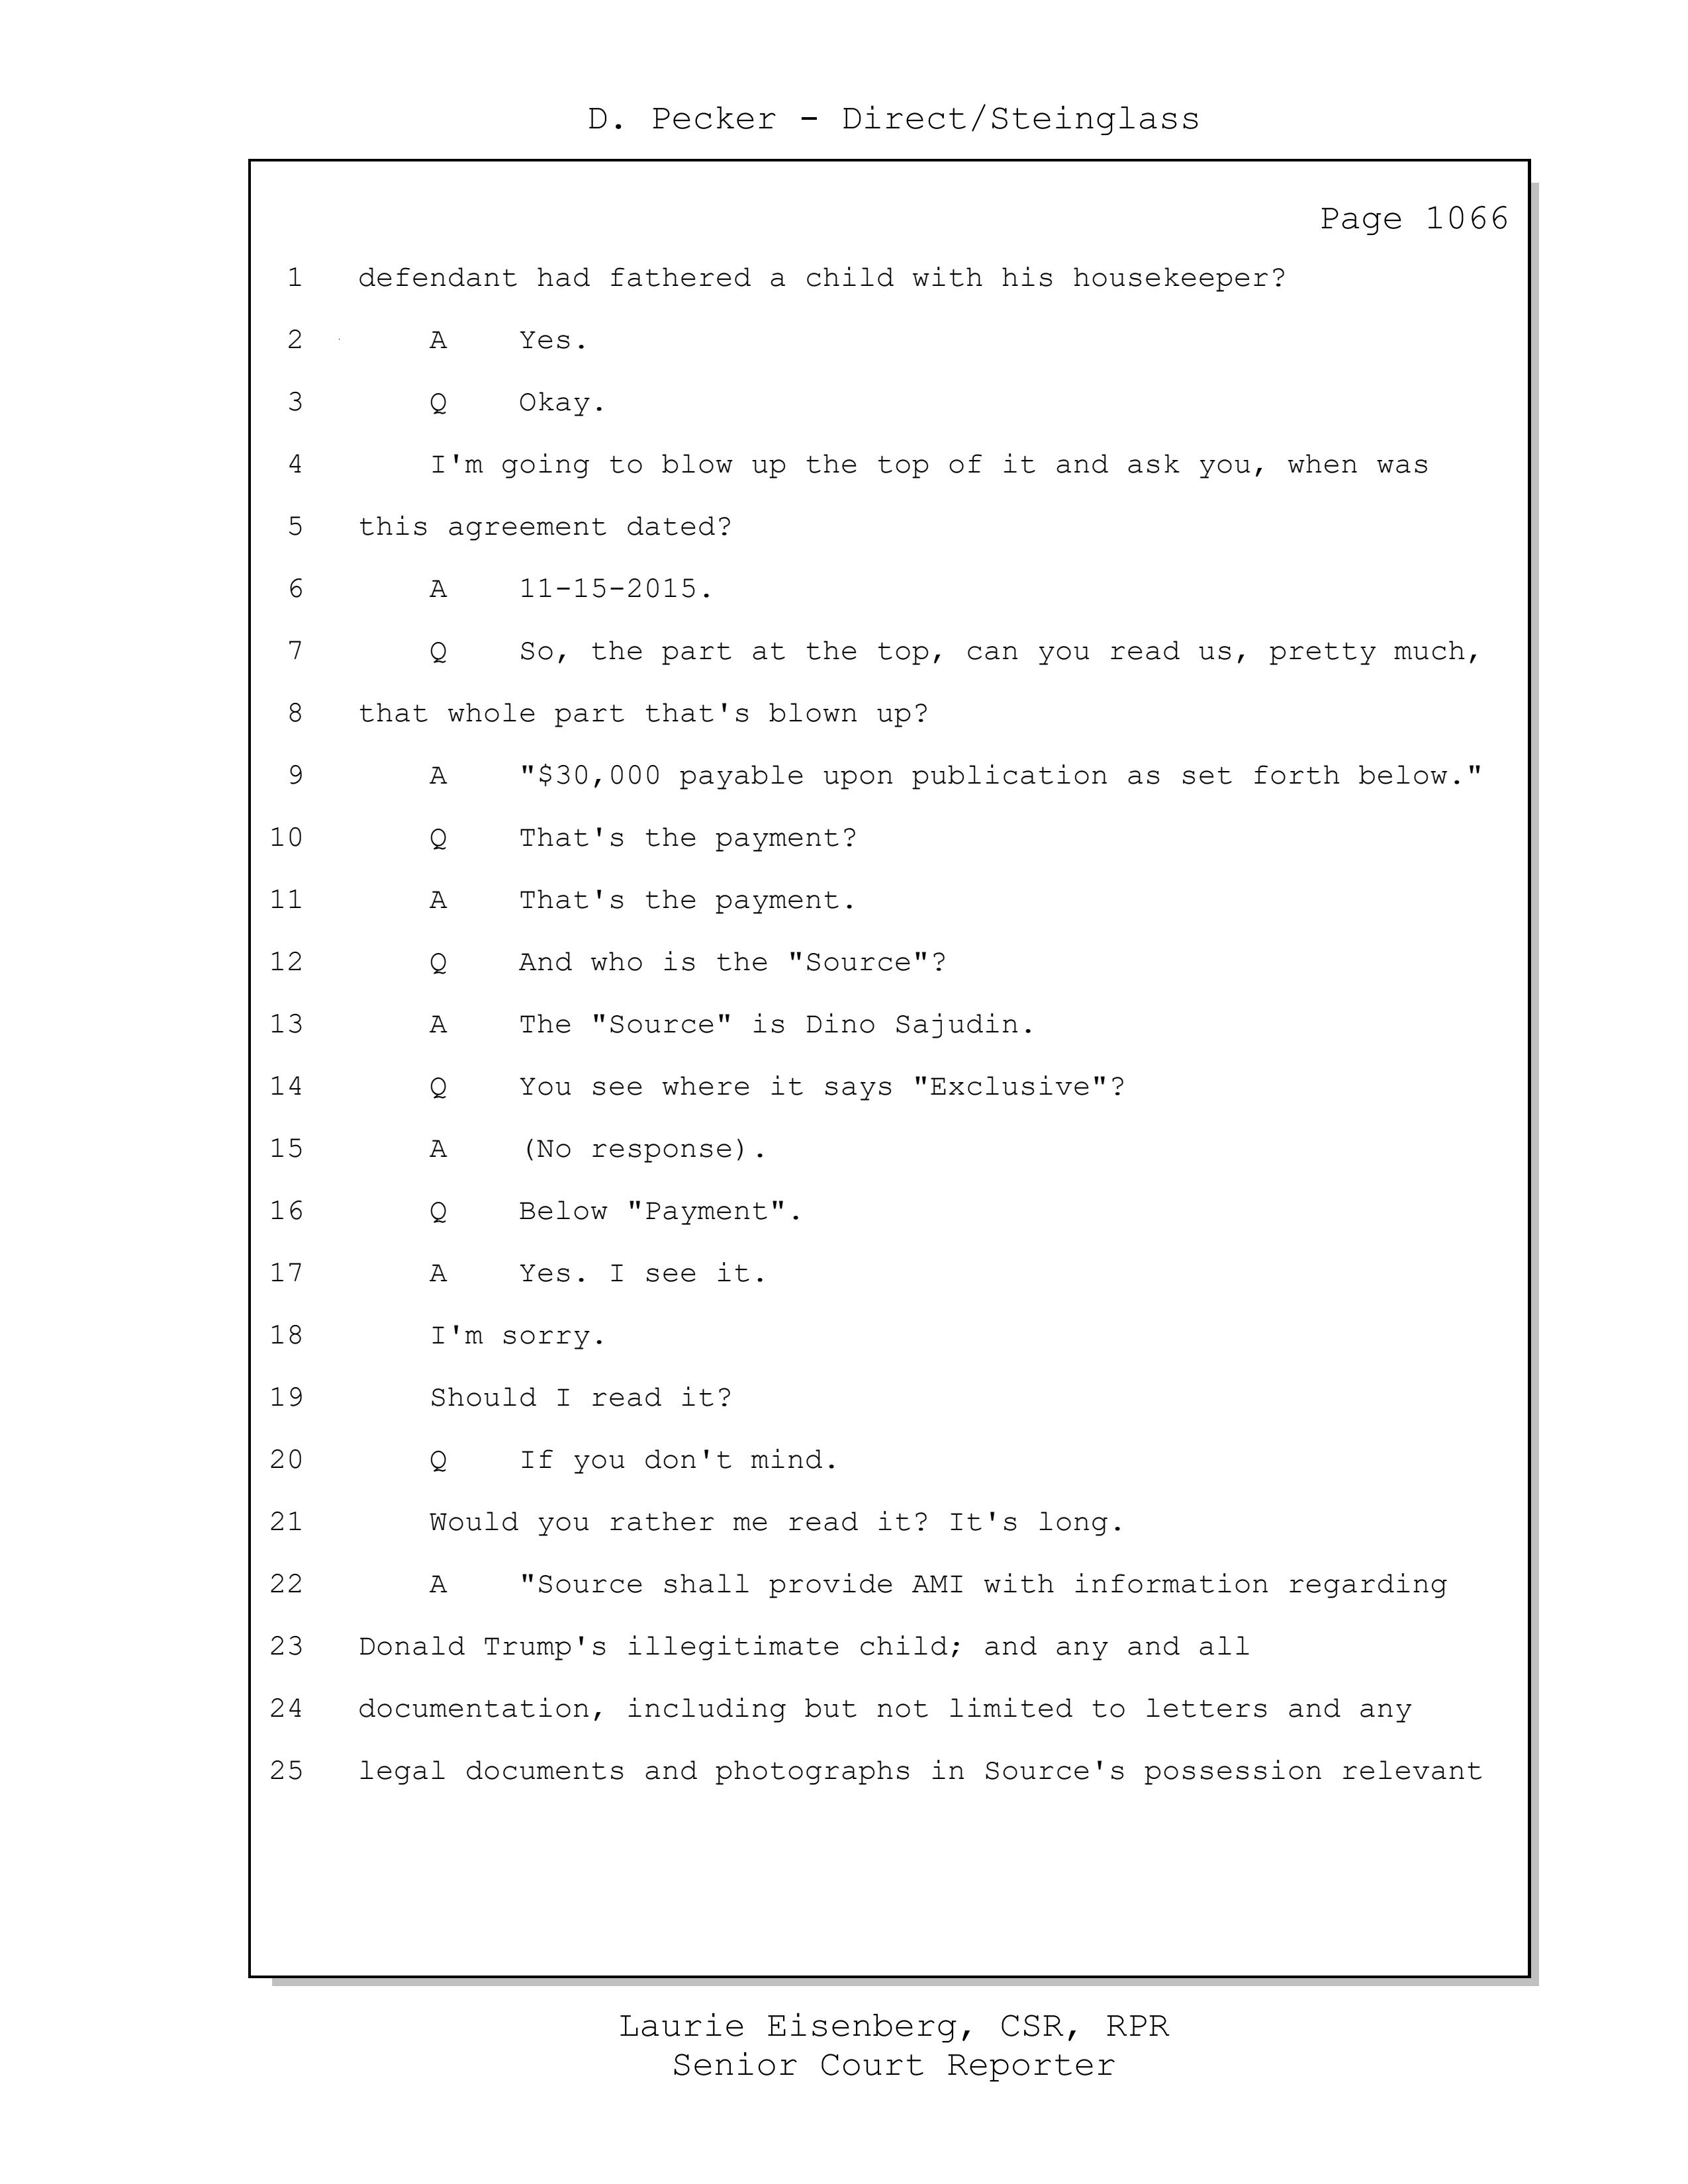 D. Pecker - Direct/Steinglass
Page 1066
1 defendant had fathered a child with his housekeeper?
2 A Yes.
3 Q Okay.
4 I'm going to blow up the top of it and ask you, when was
5 this agreement dated?
6 A 11-15-2015.
7 Q So, the part at the top, can you read us, pretty much,
8 that whole part that's blown up?
9 A "$30,000 payable upon publication as set forth below."
10 Q That's the payment?
11 A That's the payment.
12 Q And who is the "Source"?
13 A The "Source" is Dino Sajudin.
14 Q You see where it says "Exclusive"?
15 A (No response).
16 Q Below "Payment".
17 A Yes. I see it.
18 I'm sorry.
19 Should I read it?
20 Q If you don't mind.
21 Would you rather me read it? It's long.
22 A "Source shall provide AMI with information regarding
23 Donald Trump's illegitimate child; and any and all
24 documentation, including but not limited to letters and any
25 legal documents and photographs in Source's possession relevant
Laurie Eisenberg, CSR, RPR
Senior Court Reporter